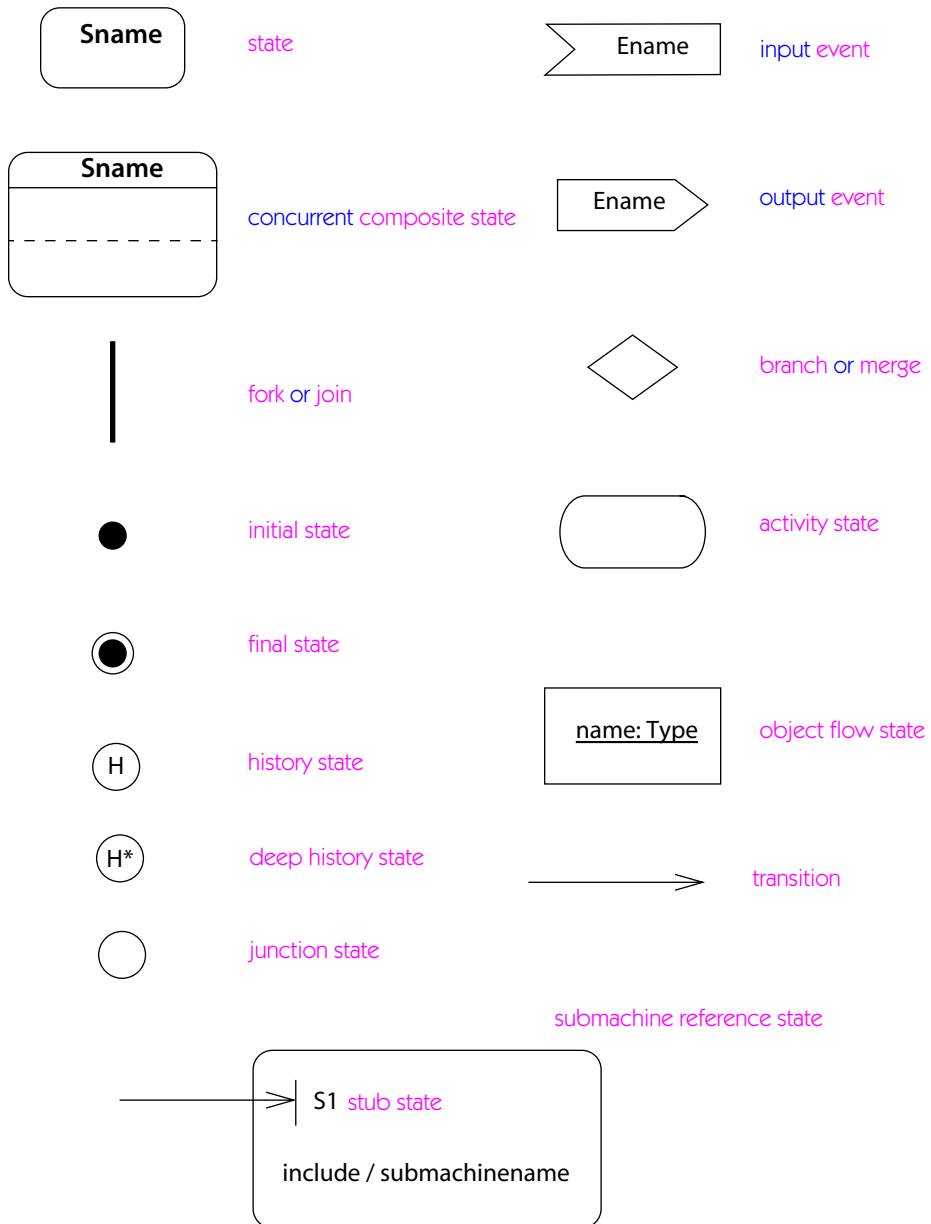 Sname
state
Ename
input event
Sname
concurrent composite state
Ename
output event
fork or join
branch or merge
initial state
activity state
final state
name: Type
object flow state
H
history state
H*
deep history state
transition
junction state
submachine reference state
S1 stub state
include / submachinename